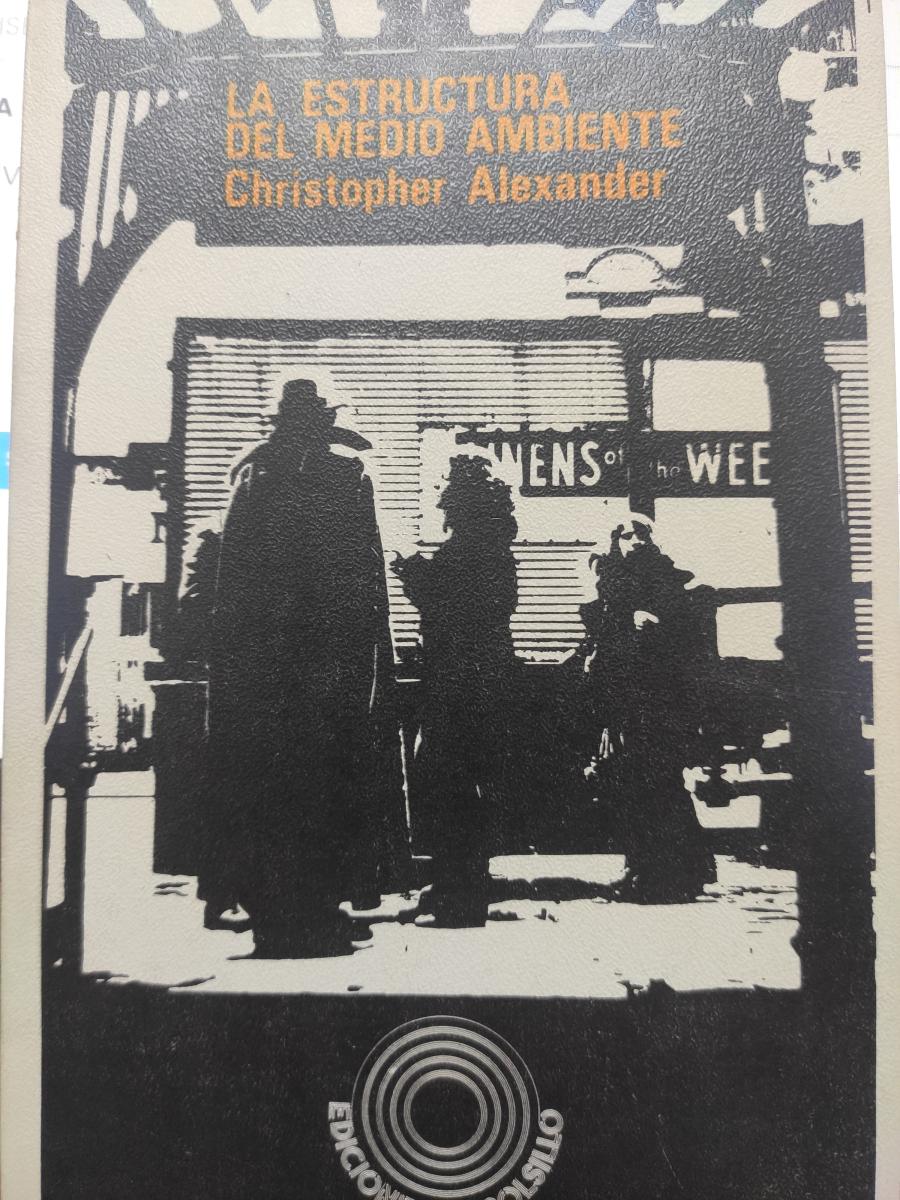 LA ESTRUCTURA
DEL MEDIO AMBIENTE
Christopher Alexander
WENS of the WEE